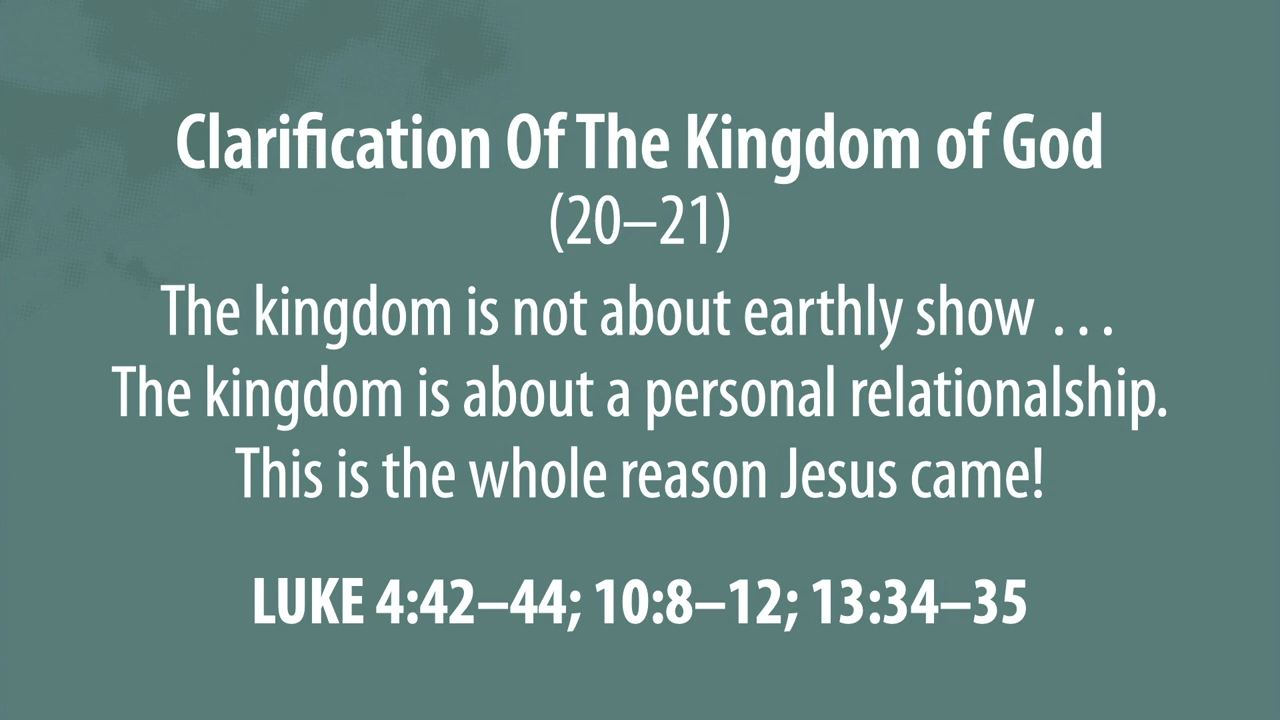 Clarification Of The Kingdom of God
(20–21)
The kingdom is not about earthly show . . .
The kingdom is about a personal relationalship.
This is the whole reason Jesus came!
LUKE 4:42–44; 10:8–12; 13:34–35